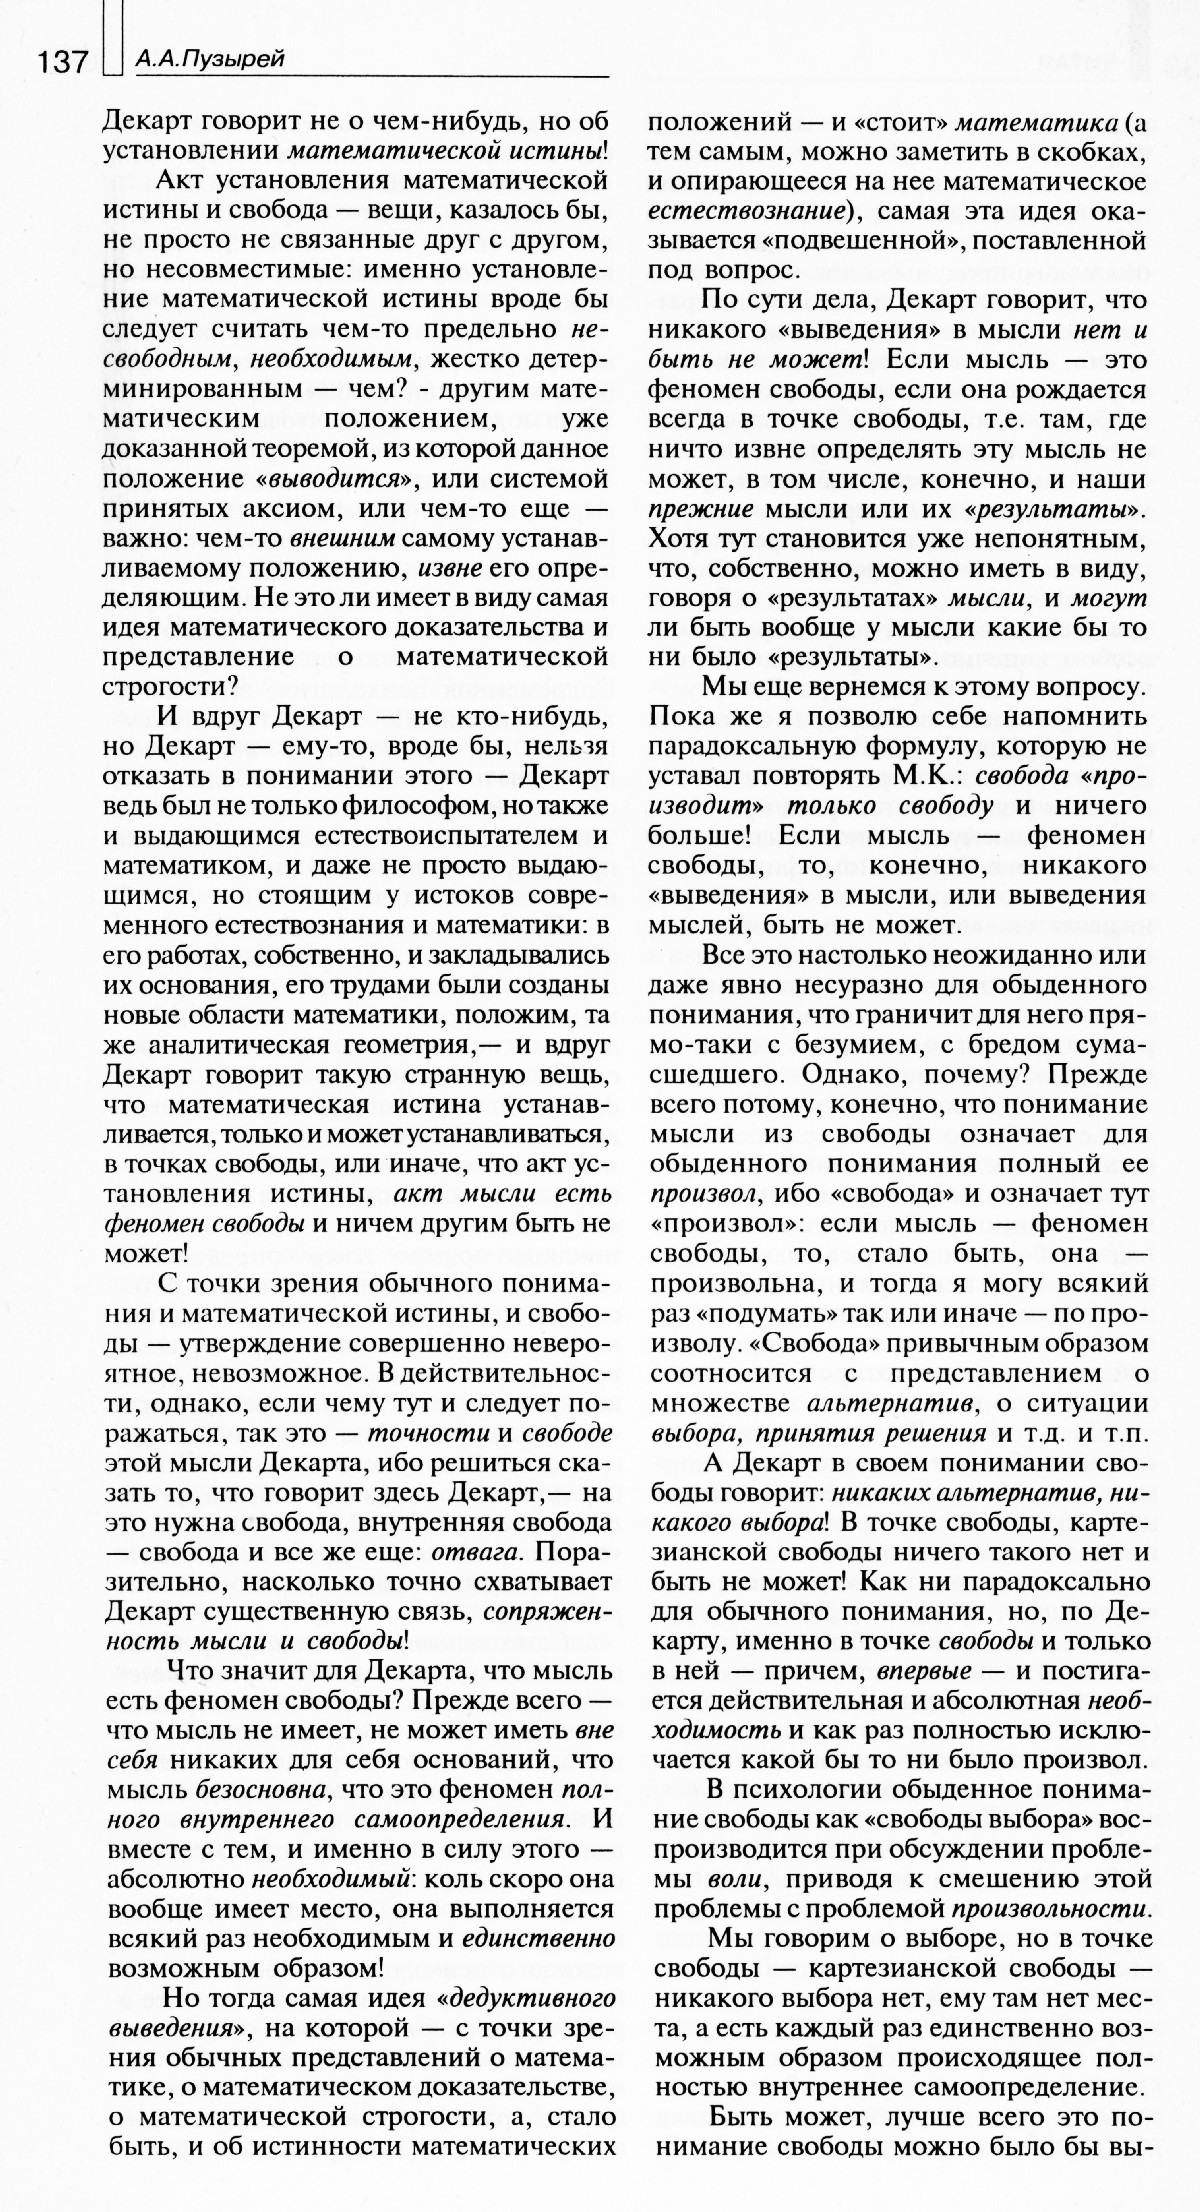 137
А.А.Пузырей
Декарт говорит не о чем-нибудь, но об
установлении математической истины!
Акт установления математической
истины и свобода — вещи, казалось бы,
не просто не связанные друг с другом,
но несовместимые: именно установле-
ние математической истины вроде бы
следует считать чем-то предельно не-
свободным, необходимым, жестко детер-
минированным — чем? - другим мате-
матическим положением, уже
доказанной теоремой, из которой данное
положение «выводится», или системой
принятых аксиом, или чем-то еще —
важно: чем-то внешним самому устанав-
ливаемому положению, извне его опре-
деляющим. Не это ли имеет в виду самая
идея математического доказательства и
представление о математической
строгости?
И вдруг Декарт — не кто-нибудь,
но Декарт — ему-то, вроде бы, нельзя
отказать в понимании этого — Декарт
ведь был не только философом, но также
и выдающимся естествоиспытателем и
математиком, и даже не просто выдаю-
щимся, но стоящим у истоков совре-
менного естествознания и математики: в
его работах, собственно, и закладывались
их основания, его трудами были созданы
новые области математики, положим, та
же аналитическая геометрия,— и вдруг
Декарт говорит такую странную вещь,
что математическая истина устанав-
ливается, только и может устанавливаться,
в точках свободы, или иначе, что акт ус-
тановления истины, акт мысли есть
феномен свободы и ничем другим быть не
может!
С точки зрения обычного понима-
ния и математической истины, и свобо-
ды — утверждение совершенно неверо-
ятное, невозможное. В действительнос-
ти, однако, если чему тут и следует по-
ражаться, так это — точности и свободе
этой мысли Декарта, ибо решиться ска-
зать то, что говорит здесь Декарт,— на
это нужна свобода, внутренняя свобода
— свобода и все же еще: отвага. Пора-
зительно, насколько точно схватывает
Декарт существенную связь, сопряжен-
ность мысли и свободы!
Что значит для Декарта, что мысль
есть феномен свободы? Прежде всего —
что мысль не имеет, не может иметь вне
себя никаких для себя оснований, что
мысль безосновна, что это феномен пол-
ного внутреннего самоопределения. И
вместе с тем, и именно в силу этого —
абсолютно необходимый: коль скоро она
вообще имеет место, она выполняется
всякий раз необходимым и единственно
возможным образом!
Но тогда самая идея «дедуктивного
выведения», на которой — с точки зре-
ния обычных представлений о матема-
тике, о математическом доказательстве,
о математической строгости, а, стало
быть, и об истинности математических
положений — и «стоит» математика (а
тем самым, можно заметить в скобках,
и опирающееся на нее математическое
естествознание), самая эта идея ока-
зывается «подвешенной», поставленной
под вопрос.
По сути дела, Декарт говорит, что
никакого «выведения» в мысли нет и
быть не может! Если мысль — это
феномен свободы, если она рождается
всегда в точке свободы, т.е. там, где
ничто извне определять эту мысль не
может, в том числе, конечно, и наши
прежние мысли или их «результаты».
Хотя тут становится уже непонятным,
что, собственно, можно иметь в виду,
говоря о «результатах» мысли, и могут
ли быть вообще у мысли какие бы то
ни было «результаты».
Мы еще вернемся к этому вопросу.
Пока же я позволю себе напомнить
парадоксальную формулу, которую не
уставал повторять М.К.: свобода «про-
изводит» только свободу и ничего
больше! Если мысль — феномен
свободы, то, конечно, никакого
«выведения» в мысли, или выведения
мыслей, быть не может.
Все это настолько неожиданно или
даже явно несуразно для обыденного
понимания, что граничит для него пря-
мо-таки с безумием, с бредом сума-
сшедшего. Однако, почему? Прежде
всего потому, конечно, что понимание
мысли из свободы означает для
обыденного понимания полный ее
произвол, ибо «свобода» и означает тут
«произвол»: если мысль — феномен
свободы, то, стало быть, она —
произвольна, и тогда я могу всякий
раз «подумать» так или иначе — по про-
изволу. «Свобода» привычным образом
соотносится с представлением о
множестве альтернатив, о ситуации
выбора, принятия решения и т.д. и т.п.
А Декарт в своем понимании сво-
боды говорит: никаких альтернатив, ни-
какого выбора! В точке свободы, карте-
зианской свободы ничего такого нет и
быть не может! Как ни парадоксально
для обычного понимания, но, по Де-
карту, именно в точке свободы и только
в ней — причем, впервые — и постига-
ется действительная и абсолютная необ-
ходимость и как раз полностью исклю-
чается какой бы то ни было произвол.
В психологии обыденное понима-
ние свободы как «свободы выбора» вос-
производится при обсуждении пробле-
мы воли, приводя к смешению этой
проблемы с проблемой произвольности.
Мы говорим о выборе, но в точке
свободы — картезианской свободы —
никакого выбора нет, ему там нет мес-
та, а есть каждый раз единственно воз-
можным образом происходящее пол-
ностью внутреннее самоопределение.
Быть может, лучше всего это по-
нимание свободы можно было бы вы-